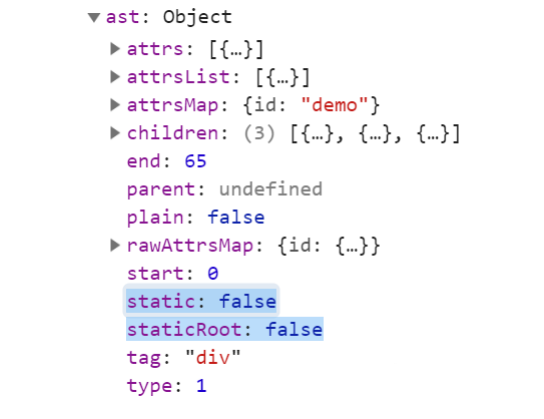 ▼ast: Object
▶attrs: [{…}]
▶attrsList: [{…}]
▶attrsMap: {id: "demo"}
▶children: (3) [{…}, {…}, {…}]
end: 65
parent: undefined
plain: false
▶rawAttrsMap: {id: {…}}
start: 0
static: false
staticRoot: false
tag: "div"
type: 1